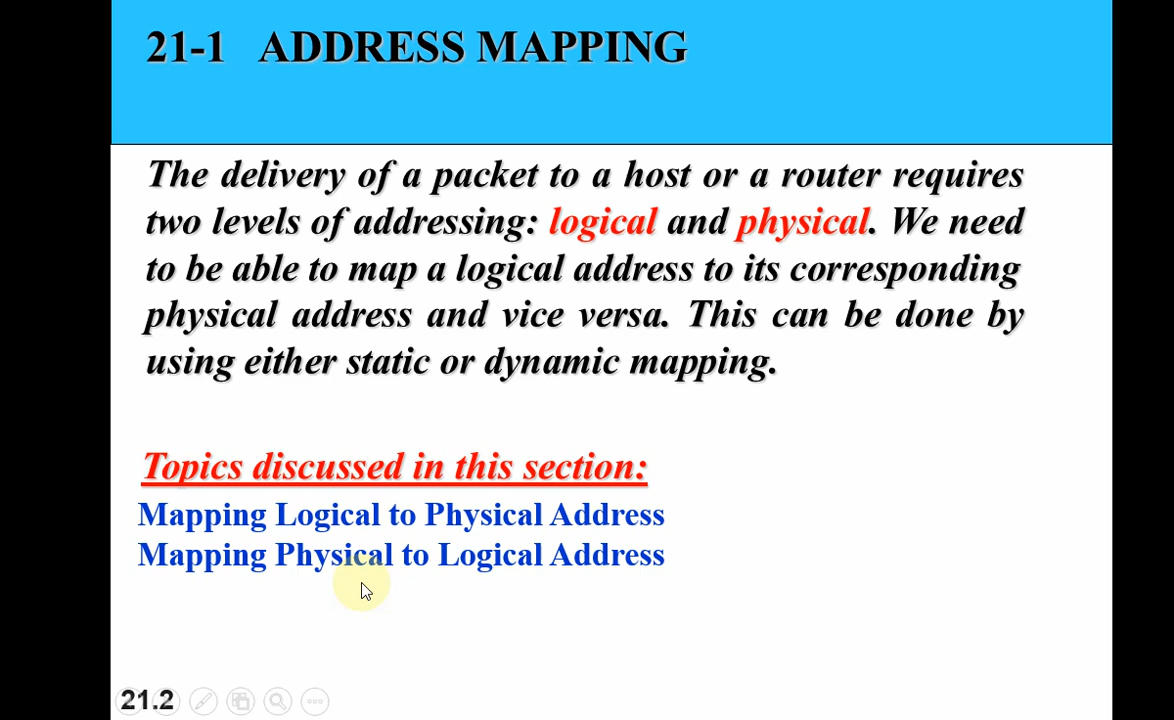 21-1 ADDRESS MAPPING
The delivery of a packet to a host or a router requires
two levels of addressing: logical and physical. We need
to be able to map a logical address to its corresponding
physical address and vice versa. This can be done by
using either static or dynamic mapping.
Topics discussed in this section:
Mapping Logical to Physical Address
Mapping Physical to Logical Address
21.2